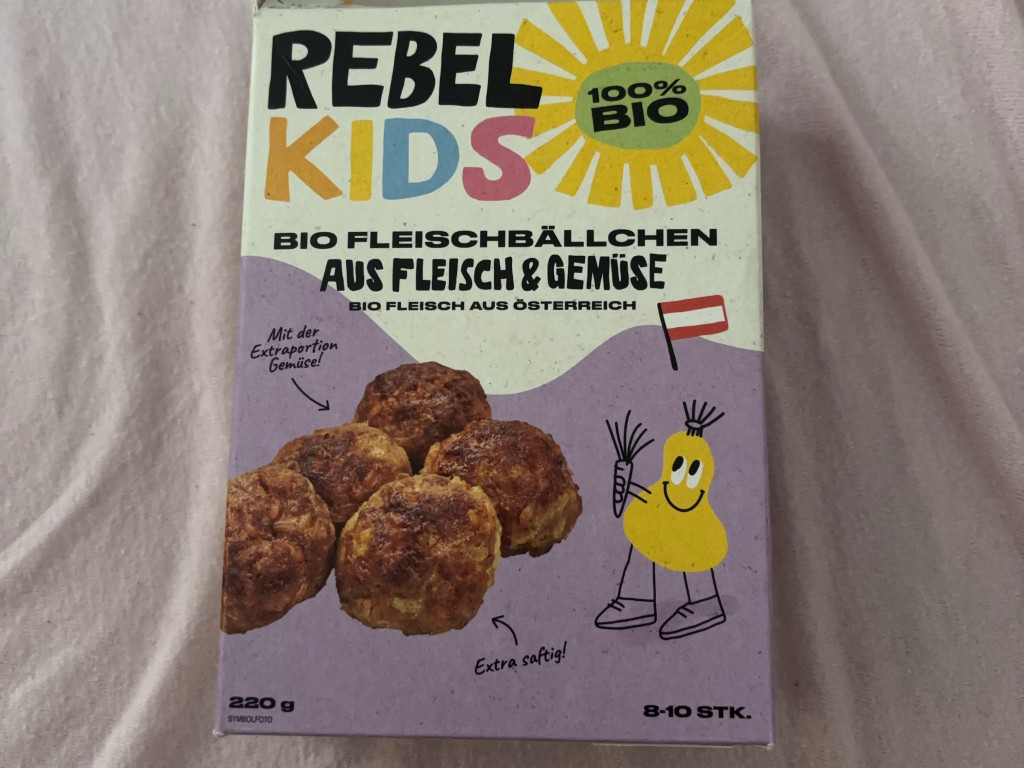 REBEL
KIDS
100%
BIO
BIO FLEISCHBÄLLCHEN
AUS FLEISCH & GEMÜSE
BIO FLEISCH AUS ÖSTERREICH
Mit der
Extraportion
Gemüse!
Extra saftig!
220 g
SYMBOLFOTO
8-10 STK.